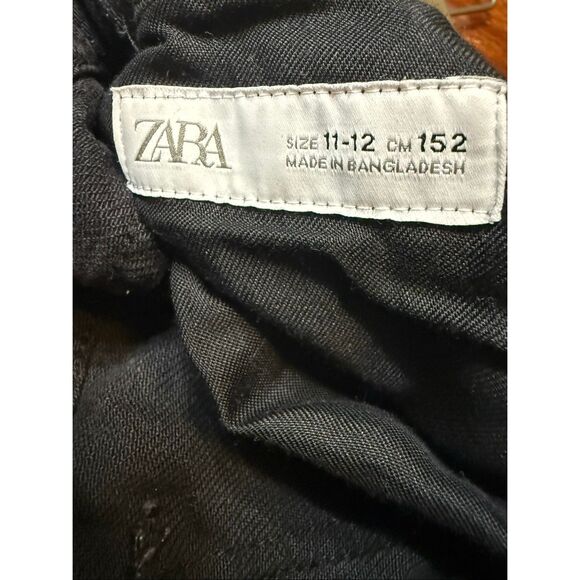 ZARA
SIZE 11-12 CM 152
MADE IN BANGLADESH